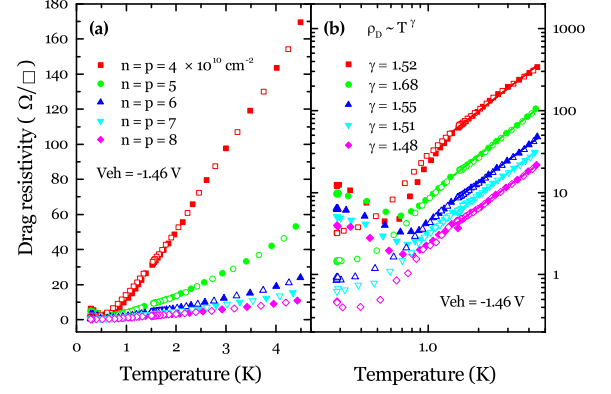 (a)
n = p = 4 × 10¹⁰ cm⁻²
n = p = 5
n = p = 6
n = p = 7
n = p = 8
Veh = -1.46 V
Drag resistivity ( Ω/□ )
180
160
140
120
100
80
60
40
20
0
0 1 2 3 4
Temperature (K)
(b)
ρD ~ T γ
γ = 1.52
γ = 1.68
γ = 1.55
γ = 1.51
γ = 1.48
Veh = -1.46 V
1000
100
10
1
1.0
Temperature (K)